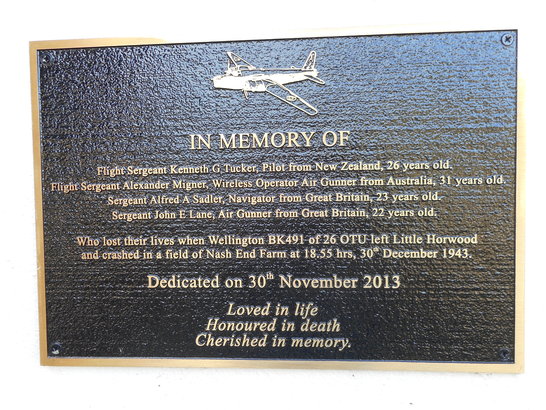 IN MEMORY OF
Flight Sergeant Kenneth G Tucker, Pilot from New Zealand, 26 years old.
Flight Sergeant Alexander Migner, Wireless Operator Air Gunner from Australia, 31 years old.
Sergeant Alfred A Sadler, Navigator from Great Britain, 23 years old.
Sergeant John E Lane, Air Gunner from Great Britain, 22 years old.
Who lost their lives when Wellington BK491 of 26 OTU left Little Horwood
and crashed in a field of Nash End Farm at 18.55 hrs, 30th December 1943.
Dedicated on 30th November 2013
Loved in life
Honoured in death
Cherished in memory.